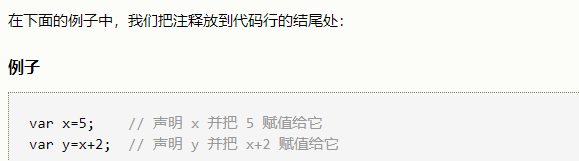 在下面的例子中，我们把注释放到代码行的结尾处：
例子
var x=5;    // 声明 x 并把 5 赋值给它
var y=x+2;  // 声明 y 并把 x+2 赋值给它